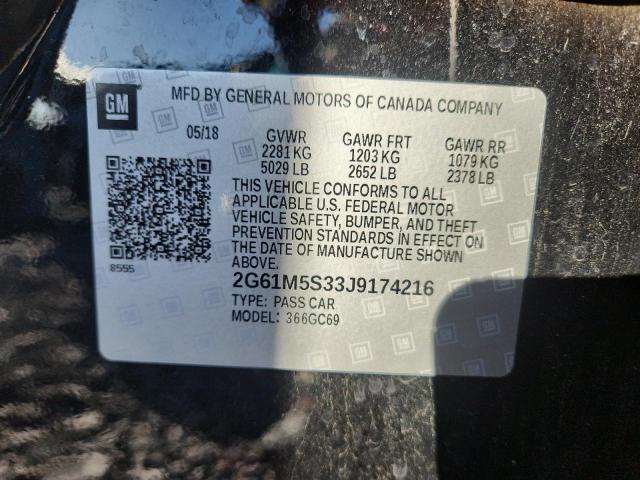 GM
MFD BY GENERAL MOTORS OF CANADA COMPANY
05/18 GVWR GAWR FRT GAWR RR
2281 KG 1203 KG 1079 KG
5029 LB 2652 LB 2378 LB
THIS VEHICLE CONFORMS TO ALL
APPLICABLE U.S. FEDERAL MOTOR
VEHICLE SAFETY, BUMPER, AND THEFT
PREVENTION STANDARDS IN EFFECT ON
THE DATE OF MANUFACTURE SHOWN
ABOVE.
8555
2G61M5S33J9174216
TYPE: PASS CAR
MODEL: 366GC69